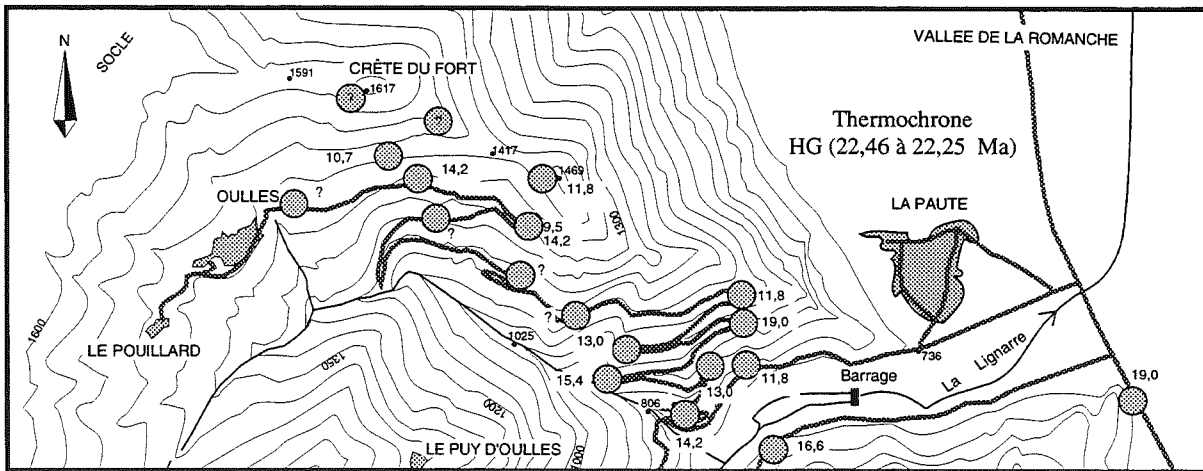 N
SOCLE
1591
CRÊTE DU FORT
?
1617
?
VALLEE DE LA ROMANCHE
Thermochrone
HG (22,46 à 22,25 Ma)
10,7
1417
14,2
1469
11,8
OULLES
?
LA PAUTE
9,5
14,2
?
1300
?
11,8
?
19,0
1600
LE POUILLARD
1025
13,0
736
1350
15,4
13,0
11,8
Barrage
La Lignarre
19,0
1200
806
14,2
16,6
LE PUY D'OULLES
1000